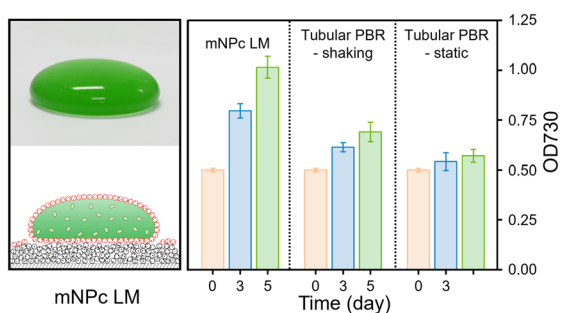 mNPc LM
mNPc LM
Tubular PBR
- shaking
Tubular PBR
- static
1.25
1.00
0.75
0.50
0.25
0.00
OD730
0 3 5 0 3 5 0 3
Time (day)